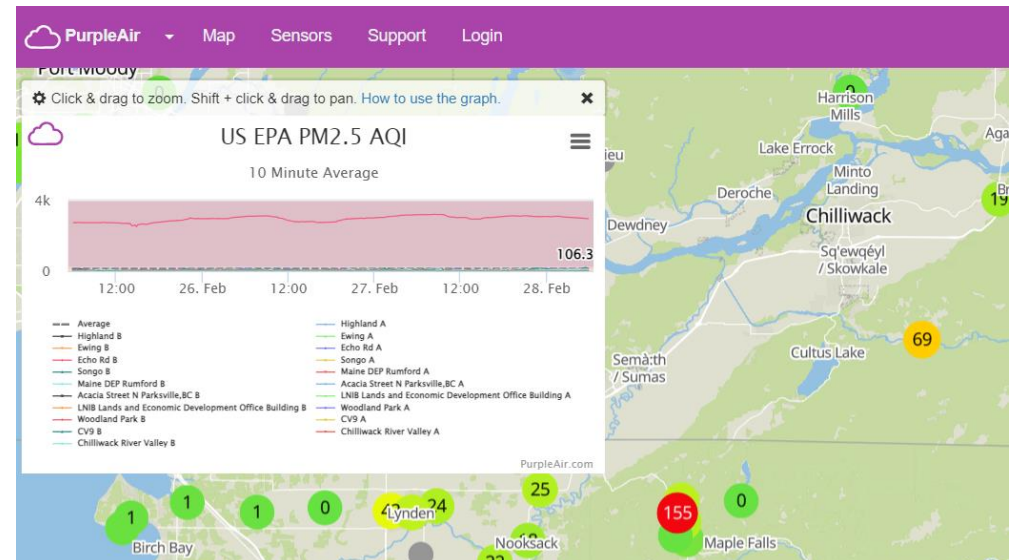 PurpleAir Map Sensors Support Login
Port Moody
Click & drag to zoom. Shift + click & drag to pan. How to use the graph.
US EPA PM2.5 AQI
10 Minute Average
4k
106.3
0
12:00 26. Feb 12:00 27. Feb 12:00 28. Feb
Average
Highland B
Ewing B
Echo Rd B
Songo B
Maine DEP Rumford B
Acacia Street N Parksville,BC B
LNIB Lands and Economic Development Office Building B
Woodland Park B
CV9 B
Chilliwack River Valley B
Highland A
Ewing A
Echo Rd A
Songo A
Maine DEP Rumford A
Acacia Street N Parksville,BC A
LNIB Lands and Economic Development Office Building A
Woodland Park A
CV9 A
Chilliwack River Valley A
PurpleAir.com
Harrison
Mills
Lake Errock
Aga
ieu
Minto
Landing
Deroche
19
Dewdney
Chilliwack
Sq'ewqéyl
/ Skowkale
69
Cultus Lake
Semà:th
/ Sumas
25
1
1
1
0
24
Lynden
155
0
Birch Bay
Nooksack
Maple Falls